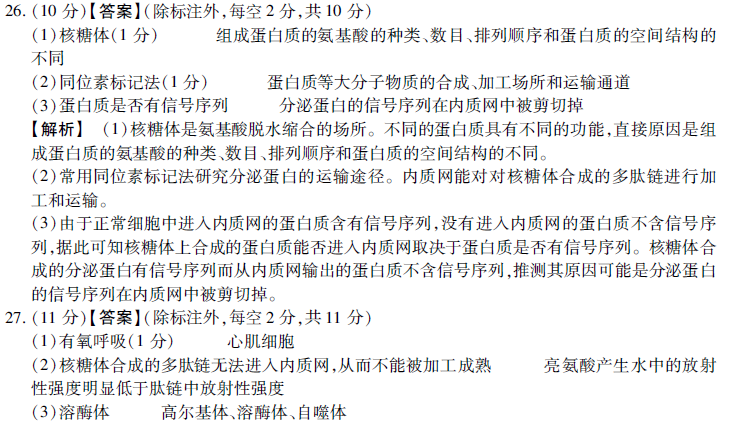 26. (10 分)【答案】(除标注外,每空 2 分,共 10 分)
(1)核糖体(1 分)　　组成蛋白质的氨基酸的种类、数目、排列顺序和蛋白质的空间结构的
不同
(2)同位素标记法(1 分)　　蛋白质等大分子物质的合成、加工场所和运输通道
(3)蛋白质是否有信号序列　　分泌蛋白的信号序列在内质网中被剪切掉
【解析】 (1)核糖体是氨基酸脱水缩合的场所。不同的蛋白质具有不同的功能,直接原因是组
成蛋白质的氨基酸的种类、数目、排列顺序和蛋白质的空间结构的不同。
(2)常用同位素标记法研究分泌蛋白的运输途径。内质网能对对核糖体合成的多肽链进行加
工和运输。
(3)由于正常细胞中进入内质网的蛋白质含有信号序列,没有进入内质网的蛋白质不含信号序
列,据此可知核糖体上合成的蛋白质能否进入内质网取决于蛋白质是否有信号序列。核糖体合
成的分泌蛋白有信号序列而从内质网输出的蛋白质不含信号序列,推测其原因可能是分泌蛋白
的信号序列在内质网中被剪切掉。
27. (11 分)【答案】(除标注外,每空 2 分,共 11 分)
(1)有氧呼吸(1 分)　　心肌细胞
(2)核糖体合成的多肽链无法进入内质网,从而不能被加工成熟　　亮氨酸产生水中的放射
性强度明显低于肽链中放射性强度
(3)溶酶体　　高尔基体、溶酶体、自噬体